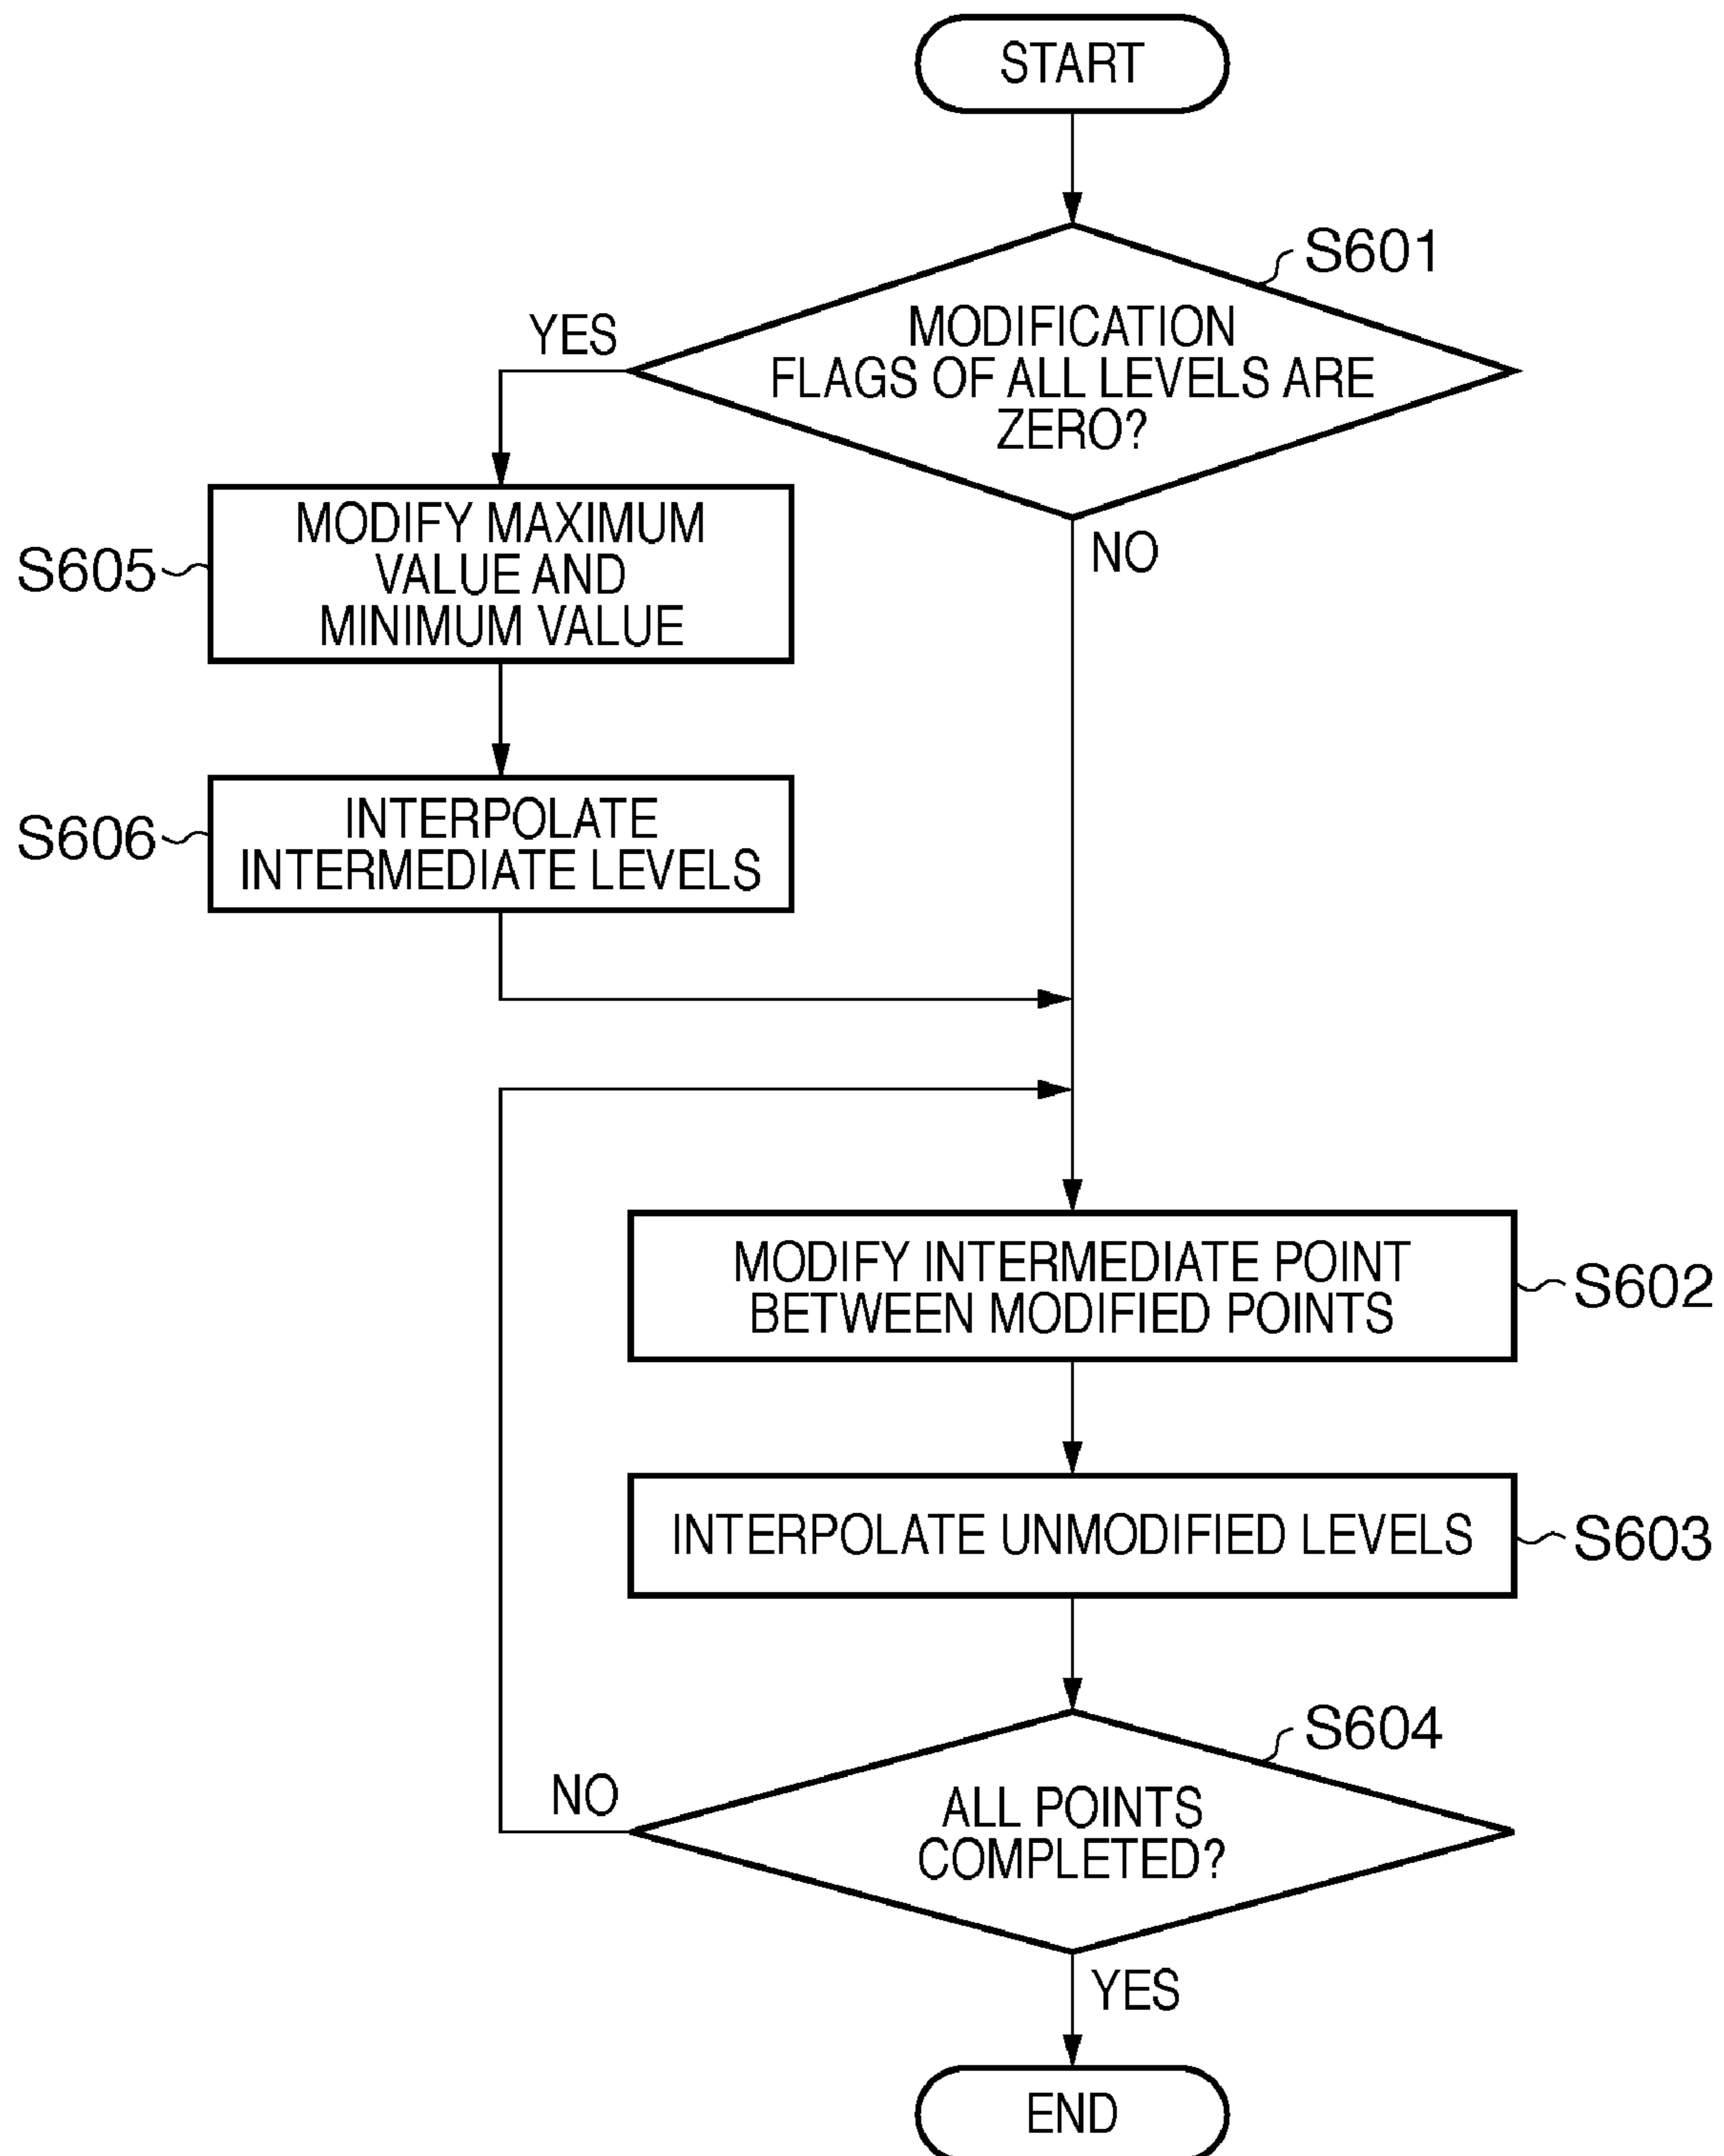 START
S601
MODIFICATION
FLAGS OF ALL LEVELS ARE
ZERO?
YES
NO
S605
MODIFY MAXIMUM
VALUE AND
MINIMUM VALUE
S606
INTERPOLATE
INTERMEDIATE LEVELS
MODIFY INTERMEDIATE POINT
BETWEEN MODIFIED POINTS
S602
INTERPOLATE UNMODIFIED LEVELS
S603
S604
ALL POINTS
COMPLETED?
NO
YES
END